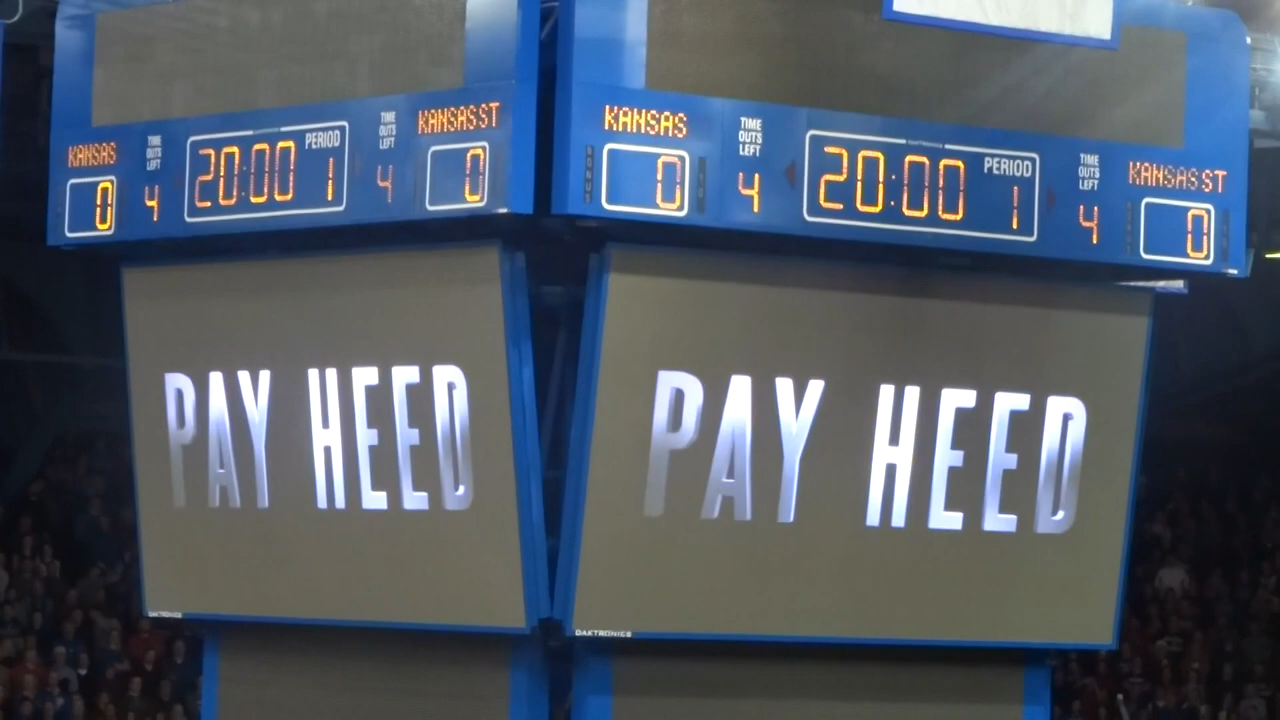 KANSAS
0
TIME
OUTS
LEFT
4
20:00
PERIOD
1
TIME
OUTS
LEFT
4
KANSAS ST
0
KANSAS
0
TIME
OUTS
LEFT
4
20:00
PERIOD
1
TIME
OUTS
LEFT
4
KANSAS ST
0
PAY HEED
PAY HEED
DAKTRONICS
DAKTRONICS